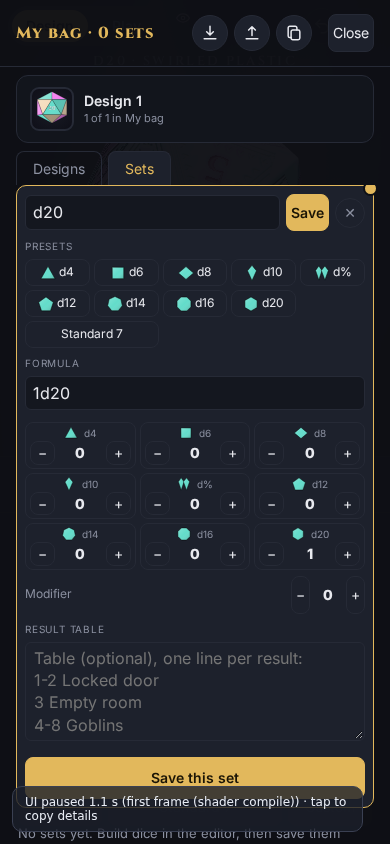 My bag · 0 sets
Close
Design 1
1 of 1 in My bag
Designs
Sets
d20
Save
×
PRESETS
d4
d6
d8
d10
d%
d12
d14
d16
d20
Standard 7
FORMULA
1d20
d4
d6
d8
− 0 +
− 0 +
− 0 +
d10
d%
d12
− 0 +
− 0 +
− 0 +
d14
d16
d20
− 0 +
− 0 +
− 1 +
Modifier
− 0 +
RESULT TABLE
Table (optional), one line per result:
1-2 Locked door
3 Empty room
4-8 Goblins
Save this set
UI paused 1.1 s (first frame (shader compile)) · tap to
copy details
No sets yet. Build dice in the editor, then save them